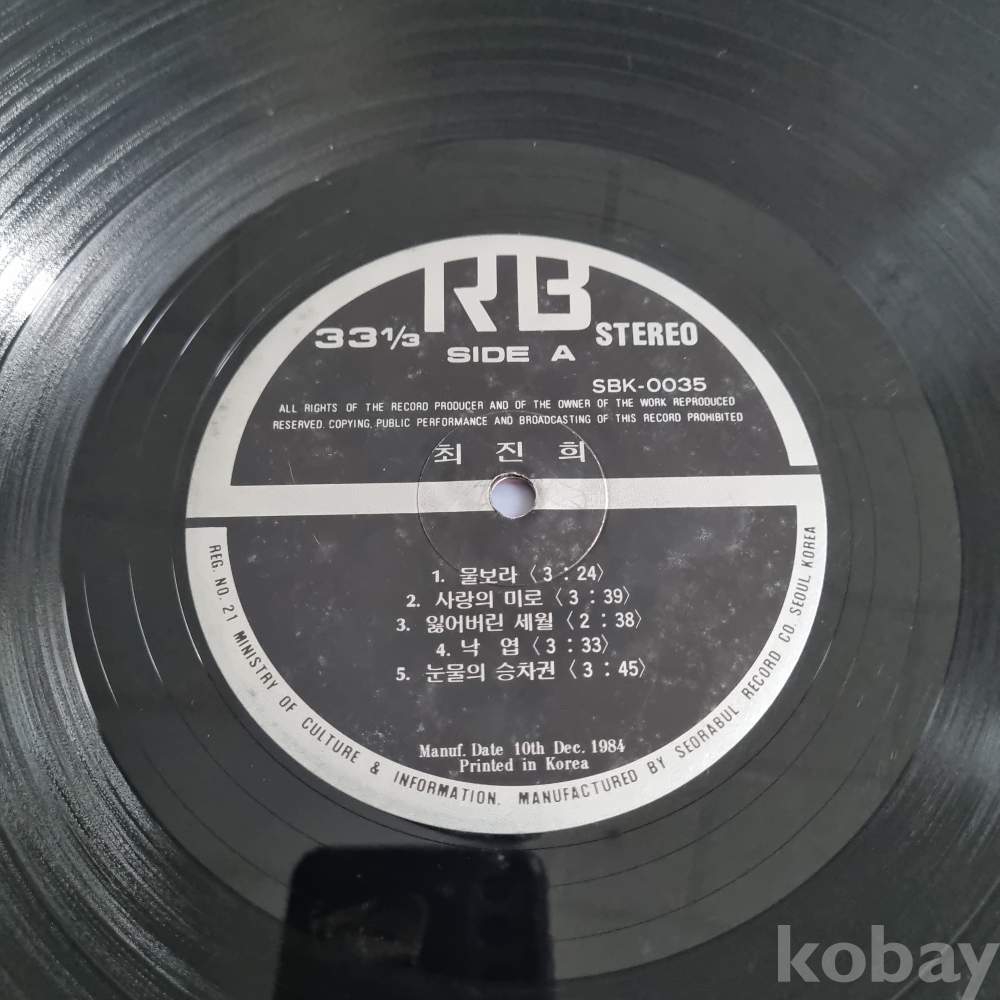 RB
33⅓ STEREO
SIDE A
SBK-0035
ALL RIGHTS OF THE RECORD PRODUCER AND OF THE OWNER OF THE WORK REPRODUCED
RESERVED. COPYING, PUBLIC PERFORMANCE AND BROADCASTING OF THIS RECORD PROHIBITED
최 진 희
1. 물보라 〈3 : 24〉
2. 사랑의 미로 〈3 : 39〉
3. 잃어버린 세월 〈2 : 38〉
4. 낙 엽 〈3 : 33〉
5. 눈물의 승차권 〈3 : 45〉
Manuf. Date 10th Dec. 1984
Printed in Korea
REG. NO. 21 MINISTRY OF CULTURE & INFORMATION. MANUFACTURED BY SEORABUL RECORD CO. SEOUL KOREA
kobay